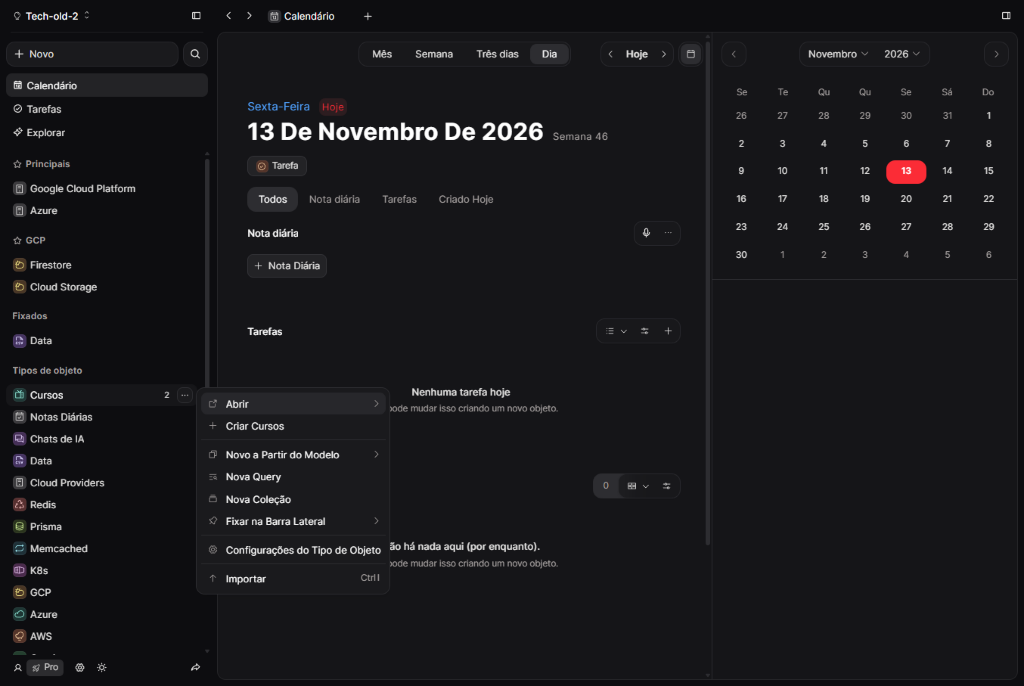 Tech-old-2
Calendário
Novo
Calendário
Tarefas
Explorar
Principais
Google Cloud Platform
Azure
GCP
Firestore
Cloud Storage
Fixados
Data
Tipos de objeto
Cursos 2
Notas Diárias
Chats de IA
Data
Cloud Providers
Redis
Prisma
Memcached
K8s
GCP
Azure
AWS
Pro
Mês Semana Três dias Dia
Hoje
Sexta-Feira Hoje
13 De Novembro De 2026 Semana 46
Tarefa
Todos Nota diária Tarefas Criado Hoje
Nota diária
+ Nota Diária
Tarefas
Nenhuma tarefa hoje
pode mudar isso criando um novo objeto.
0
ão há nada aqui (por enquanto).
pode mudar isso criando um novo objeto.
Abrir
Criar Cursos
Novo a Partir do Modelo
Nova Query
Nova Coleção
Fixar na Barra Lateral
Configurações do Tipo de Objeto
Importar Ctrl I
Novembro 2026
Se Te Qu Qu Se Sá Do
26 27 28 29 30 31 1
2 3 4 5 6 7 8
9 10 11 12 13 14 15
16 17 18 19 20 21 22
23 24 25 26 27 28 29
30 1 2 3 4 5 6